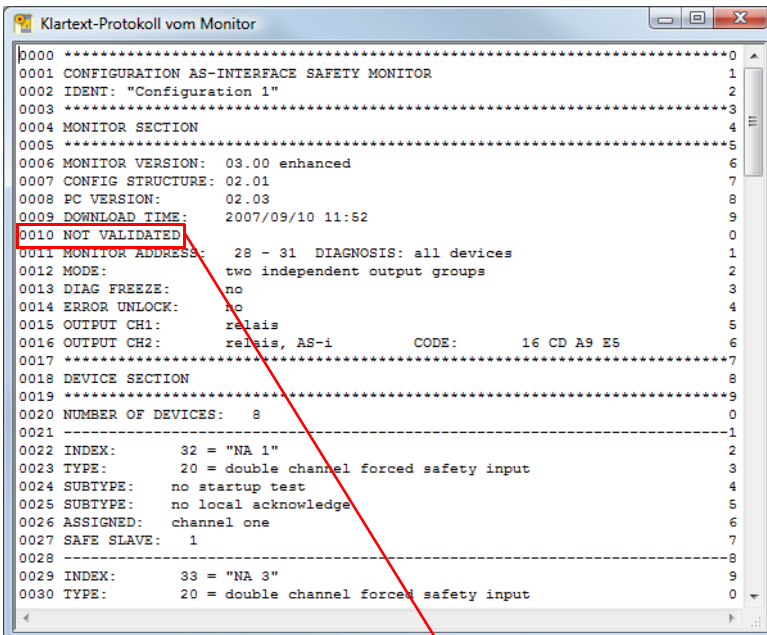 Klartext-Protokoll vom Monitor
0000 **************************************************************************0
0001 CONFIGURATION AS-INTERFACE SAFETY MONITOR 1
0002 IDENT: "Configuration 1" 2
0003 **************************************************************************3
0004 MONITOR SECTION 4
0005 **************************************************************************5
0006 MONITOR VERSION: 03.00 enhanced 6
0007 CONFIG STRUCTURE: 02.01 7
0008 PC VERSION: 02.03 8
0009 DOWNLOAD TIME: 2007/09/10 11:52 9
0010 NOT VALIDATED 0
0011 MONITOR ADDRESS: 28 - 31 DIAGNOSIS: all devices 1
0012 MODE: two independent output groups 2
0013 DIAG FREEZE: no 3
0014 ERROR UNLOCK: no 4
0015 OUTPUT CH1: relais 5
0016 OUTPUT CH2: relais, AS-i CODE: 16 CD A9 E5 6
0017 **************************************************************************7
0018 DEVICE SECTION 8
0019 **************************************************************************9
0020 NUMBER OF DEVICES: 8 0
0021 --------------------------------------------------------------------------1
0022 INDEX: 32 = "NA 1" 2
0023 TYPE: 20 = double channel forced safety input 3
0024 SUBTYPE: no startup test 4
0025 SUBTYPE: no local acknowledge 5
0026 ASSIGNED: channel one 6
0027 SAFE SLAVE: 1 7
0028 --------------------------------------------------------------------------8
0029 INDEX: 33 = "NA 3" 9
0030 TYPE: 20 = double channel forced safety input 0